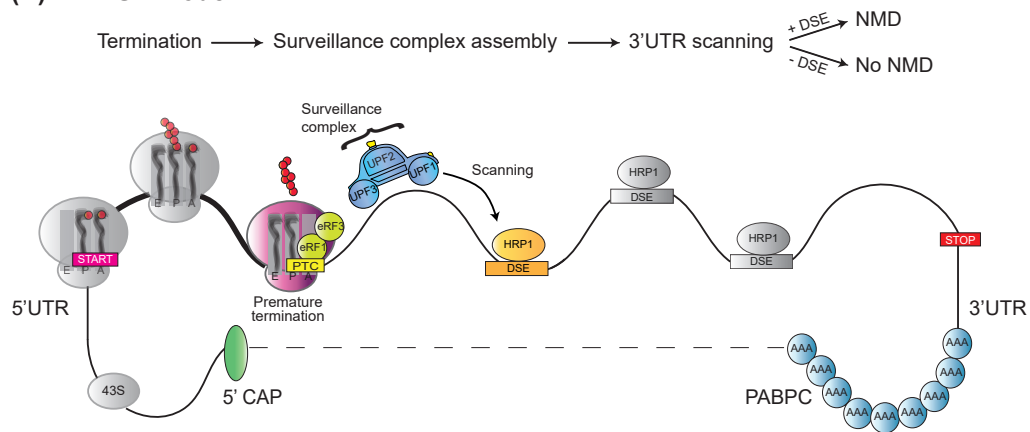 Termination
Surveillance complex assembly
3'UTR scanning
+ DSE
NMD
- DSE
No NMD
Surveillance
complex
UPF2
UPF3
UPF1
Scanning
HRP1
DSE
HRP1
DSE
HRP1
DSE
STOP
E P A
START
E P A
eRF3
eRF1
PTC
E P A
Premature
termination
5'UTR
3'UTR
43S
5' CAP
PABPC
AAA
AAA
AAA
AAA
AAA
AAA
AAA
AAA
AAA